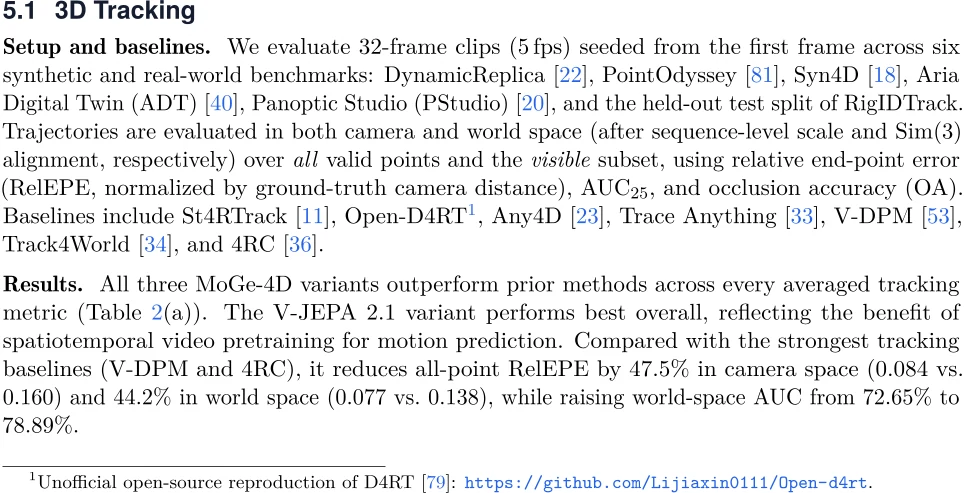 5.1 3D Tracking
Setup and baselines. We evaluate 32-frame clips (5 fps) seeded from the first frame across six
synthetic and real-world benchmarks: DynamicReplica [22], PointOdyssey [81], Syn4D [18], Aria
Digital Twin (ADT) [40], Panoptic Studio (PStudio) [20], and the held-out test split of RigIDTrack.
Trajectories are evaluated in both camera and world space (after sequence-level scale and Sim(3)
alignment, respectively) over all valid points and the visible subset, using relative end-point error
(RelEPE, normalized by ground-truth camera distance), AUC₂₅, and occlusion accuracy (OA).
Baselines include St4RTrack [11], Open-D4RT¹, Any4D [23], Trace Anything [33], V-DPM [53],
Track4World [34], and 4RC [36].
Results. All three MoGe-4D variants outperform prior methods across every averaged tracking
metric (Table 2(a)). The V-JEPA 2.1 variant performs best overall, reflecting the benefit of
spatiotemporal video pretraining for motion prediction. Compared with the strongest tracking
baselines (V-DPM and 4RC), it reduces all-point RelEPE by 47.5% in camera space (0.084 vs.
0.160) and 44.2% in world space (0.077 vs. 0.138), while raising world-space AUC from 72.65% to
78.89%.
¹Unofficial open-source reproduction of D4RT [79]: https://github.com/Lijiaxin0111/Open-d4rt.